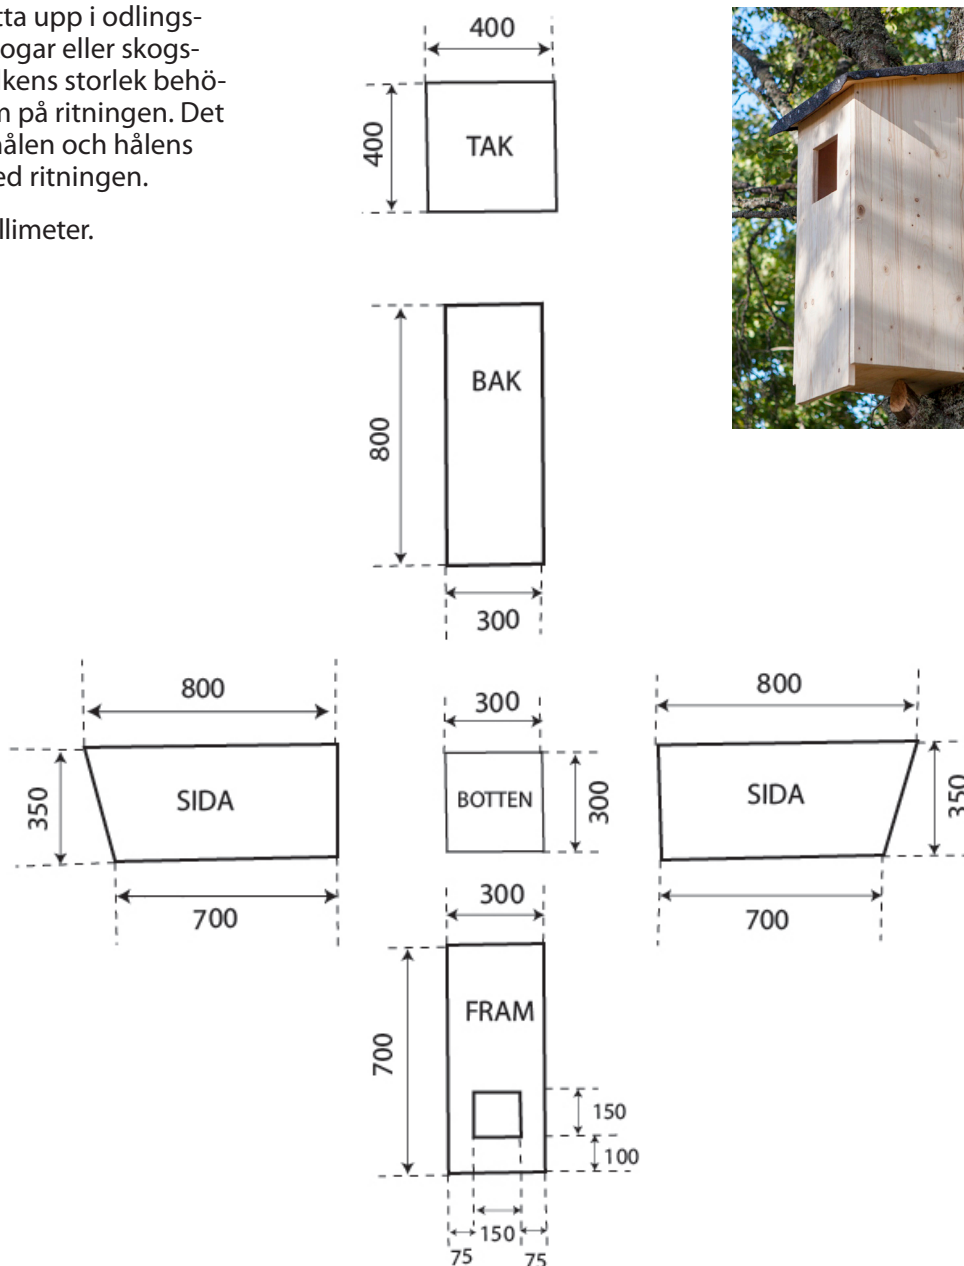 tta upp i odlings-
ogar eller skogs-
kens storlek behö-
n på ritningen. Det
hålen och hålens
ed ritningen.
llimeter.
400
400
TAK
800
BAK
300
800
350
SIDA
700
300
BOTTEN
300
800
SIDA
350
700
300
FRAM
700
150
100
150
75
75